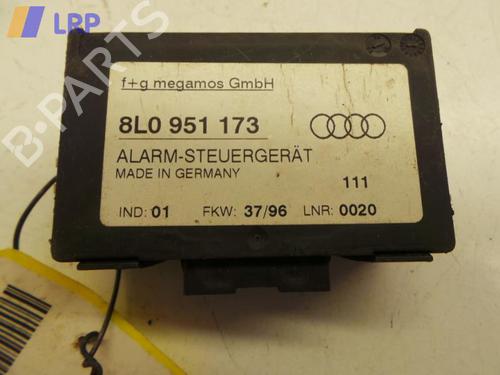 LRP
f+g megamos GmbH
8L0 951 173
ALARM-STEUERGERÄT
MADE IN GERMANY
111
IND: 01 FKW: 37/96 LNR: 0020